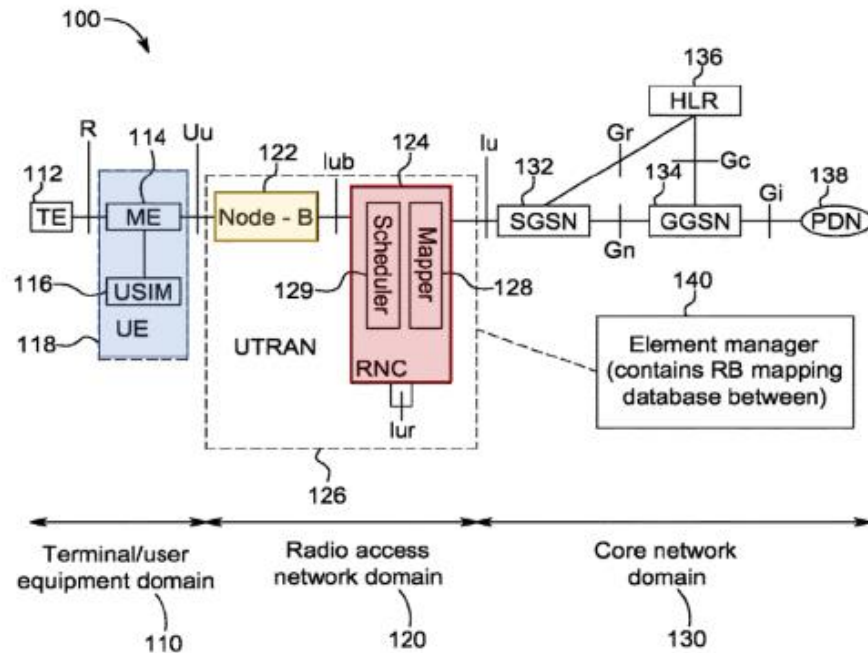 100
136
HLR
R
114
Uu
122
Iub
124
Iu
132
Gr
134
Gc
Gi
138
112
TE
ME
Node - B
Scheduler
Mapper
SGSN
Gn
GGSN
PDN
116
USIM
129
128
140
118
UE
UTRAN
RNC
Element manager
(contains RB mapping
database between)
Iur
126
Terminal/user
equipment domain
110
Radio access
network domain
120
Core network
domain
130